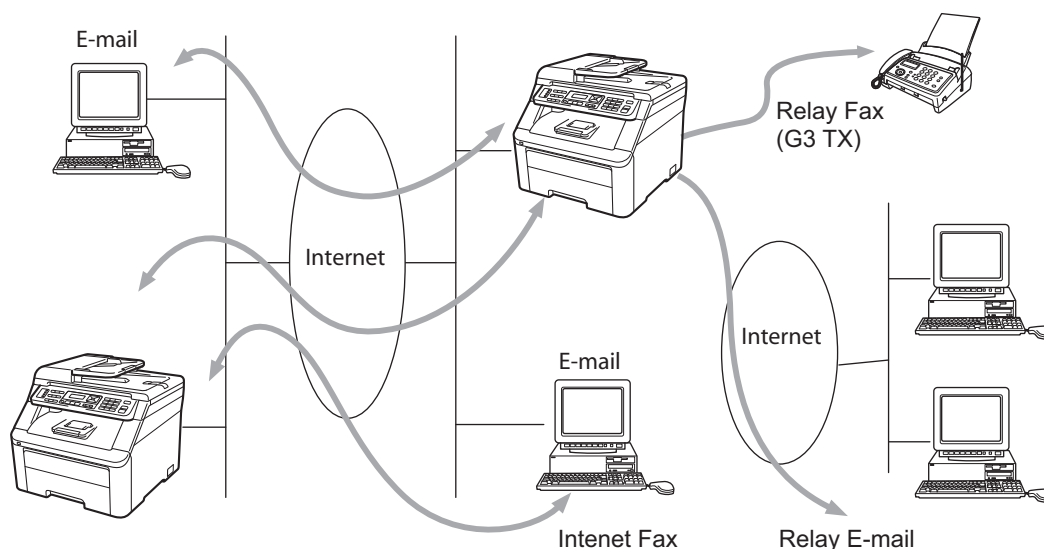 E-mail
Relay Fax
(G3 TX)
Internet
Internet
E-mail
Intenet Fax
Relay E-mail